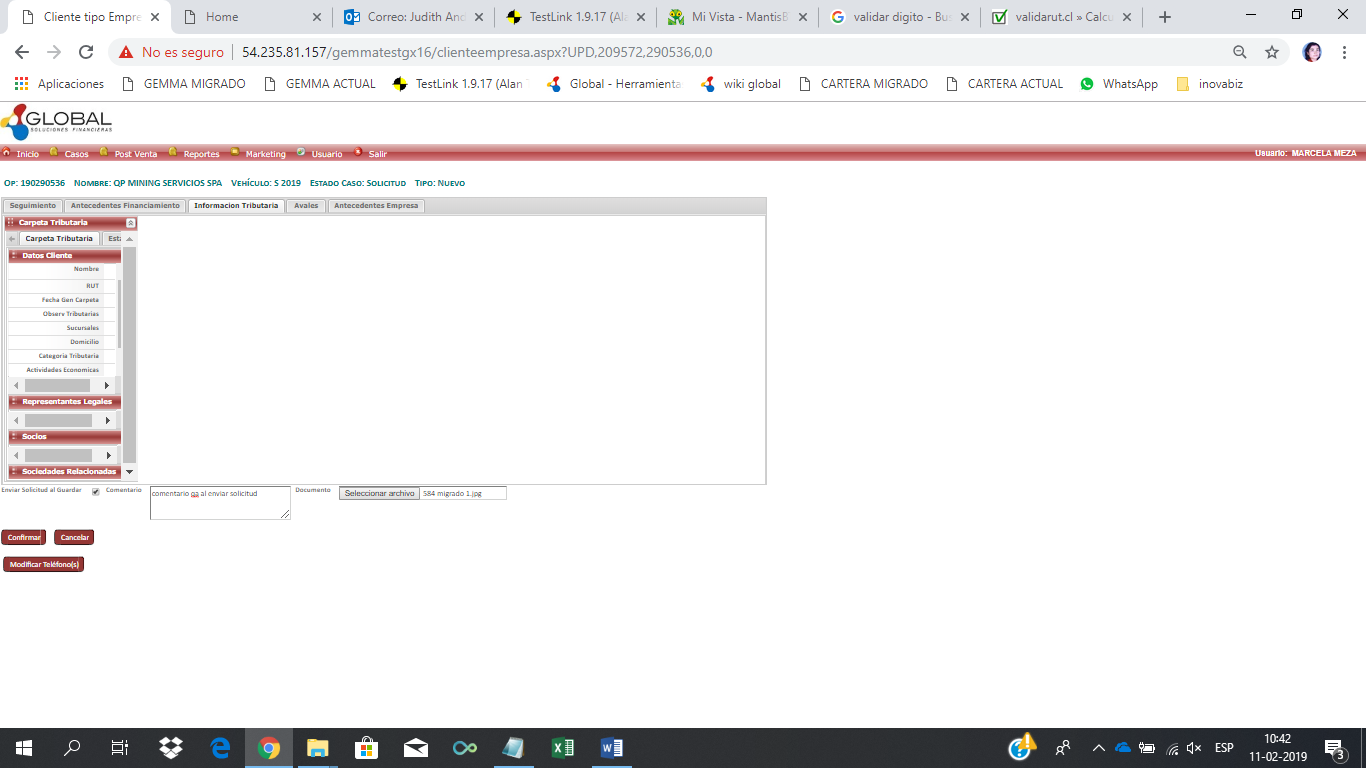 Cliente tipo Empre
Home
Correo: Judith And
TestLink 1.9.17 (Ala
Mi Vista - MantisB
validar digito - Bus
validarut.cl » Calcu
No es seguro
54.235.81.157/gemmatestgx16/clienteempresa.aspx?UPD,209572,290536,0,0
Aplicaciones
GEMMA MIGRADO
GEMMA ACTUAL
TestLink 1.9.17 (Alan
Global - Herramienta
wiki global
CARTERA MIGRADO
CARTERA ACTUAL
WhatsApp
inovabiz
GLOBAL
SOLUCIONES FINANCIERAS
Inicio
Casos
Post Venta
Reportes
Marketing
Usuario
Salir
Usuario: MARCELA MEZA
Op: 190290536 Nombre: QP MINING SERVICIOS SPA Vehículo: S 2019 Estado Caso: Solicitud Tipo: Nuevo
Seguimiento
Antecedentes Financiamiento
Informacion Tributaria
Avales
Antecedentes Empresa
Carpeta Tributaria
Carpeta Tributaria
Esta
Datos Cliente
Nombre
RUT
Fecha Gen Carpeta
Observ Tributarias
Sucursales
Domicilio
Categoria Tributaria
Actividades Economicas
Representantes Legales
Socios
Sociedades Relacionadas
Enviar Solicitud al Guardar
Comentario
comentario qa al enviar solicitud
Documento
Seleccionar archivo
584 migrado 1.jpg
Confirmar
Cancelar
Modificar Teléfono(s)
ESP
10:42
11-02-2019
3